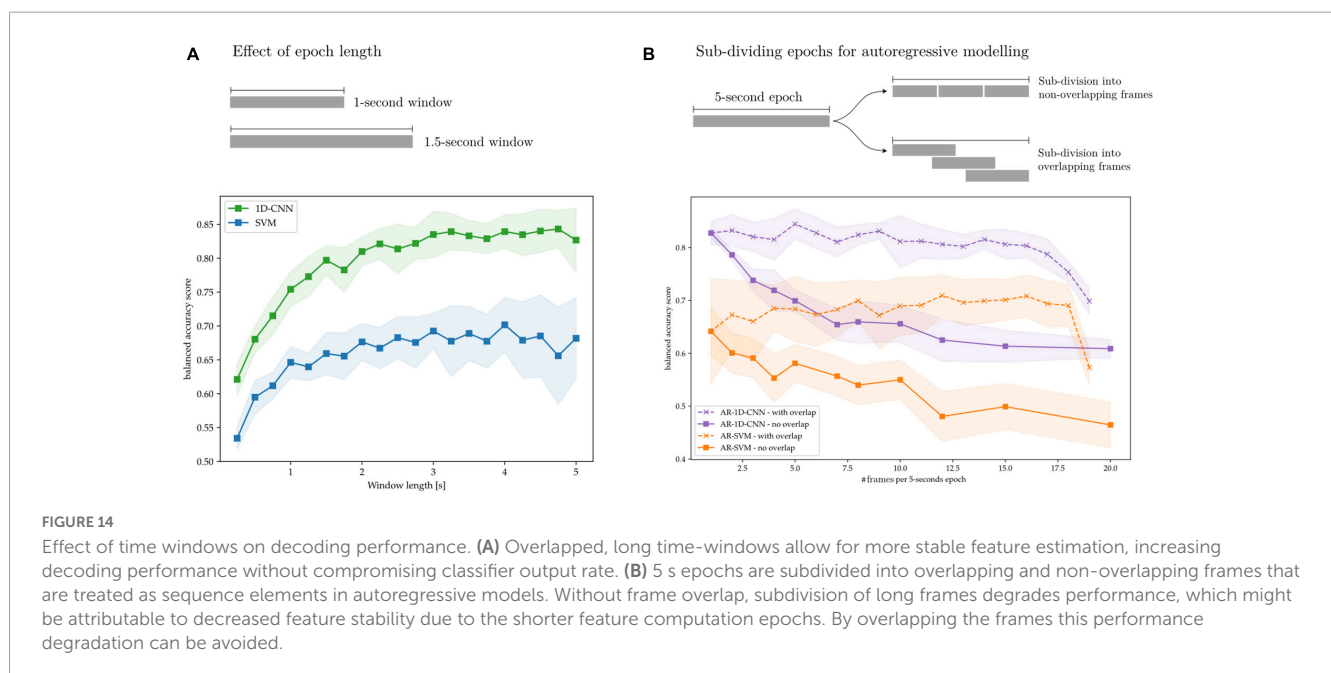 A Effect of epoch length
1-second window
1.5-second window
1D-CNN
SVM
balanced accuracy score
0.85
0.80
0.75
0.70
0.65
0.60
0.55
0.50
1 2 3 4 5
Window length [s]
B Sub-dividing epochs for autoregressive modelling
5-second epoch
Sub-division into
non-overlapping frames
Sub-division into
overlapping frames
balanced accuracy score
0.8
0.7
0.6
0.5
0.4
AR-1D-CNN - with overlap
AR-1D-CNN - no overlap
AR-SVM - with overlap
AR-SVM - no overlap
2.5 5.0 7.5 10.0 12.5 15.0 17.5 20.0
#frames per 5-seconds epoch
FIGURE 14
Effect of time windows on decoding performance. (A) Overlapped, long time-windows allow for more stable feature estimation, increasing
decoding performance without compromising classifier output rate. (B) 5 s epochs are subdivided into overlapping and non-overlapping frames that
are treated as sequence elements in autoregressive models. Without frame overlap, subdivision of long frames degrades performance, which might
be attributable to decreased feature stability due to the shorter feature computation epochs. By overlapping the frames this performance
degradation can be avoided.